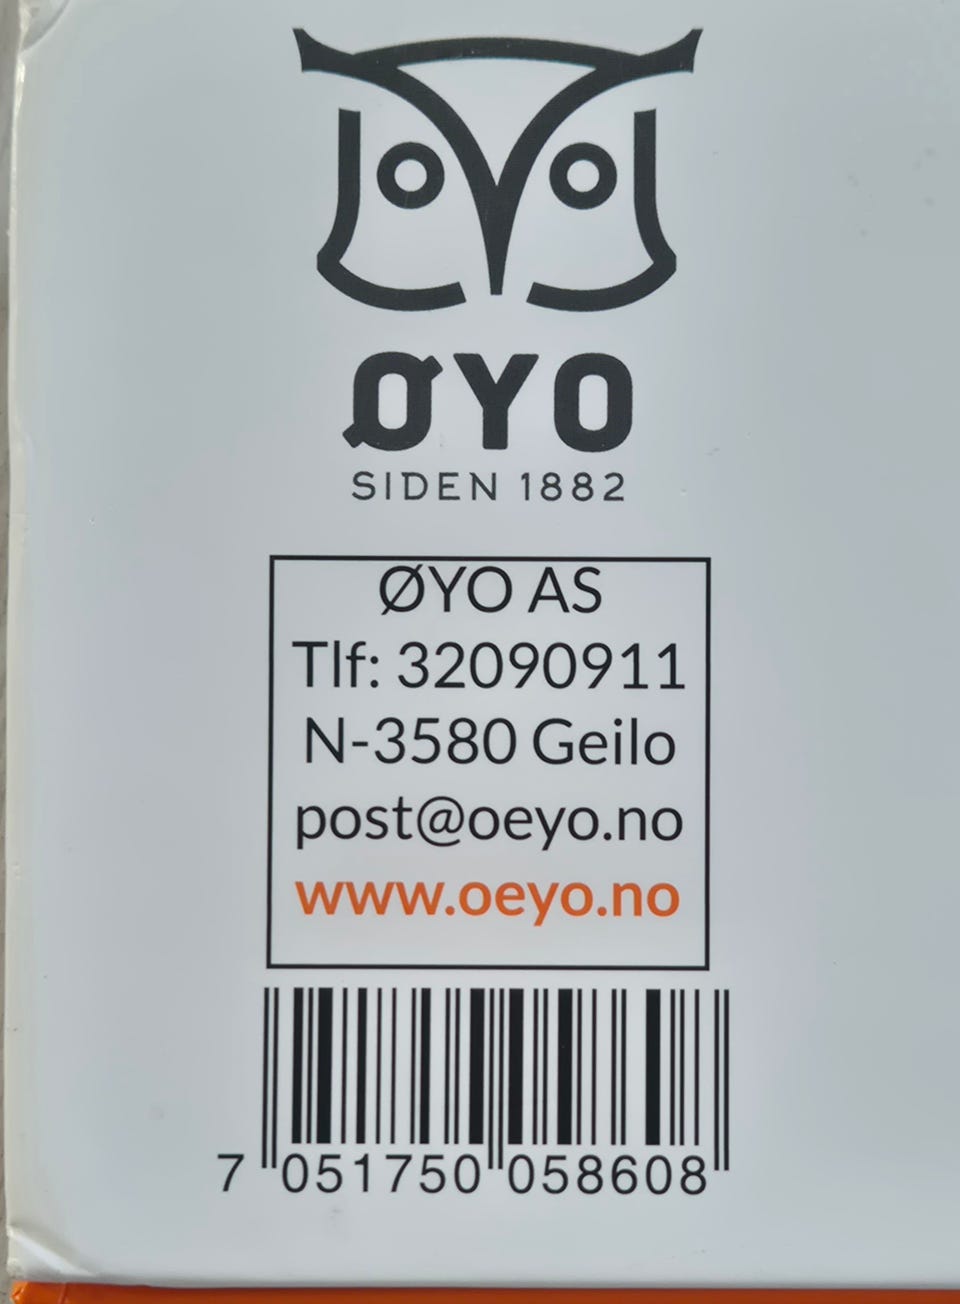 ØYO
SIDEN 1882
ØYO AS
Tlf: 32090911
N-3580 Geilo
post@oeyo.no
www.oeyo.no
7 051750 058608